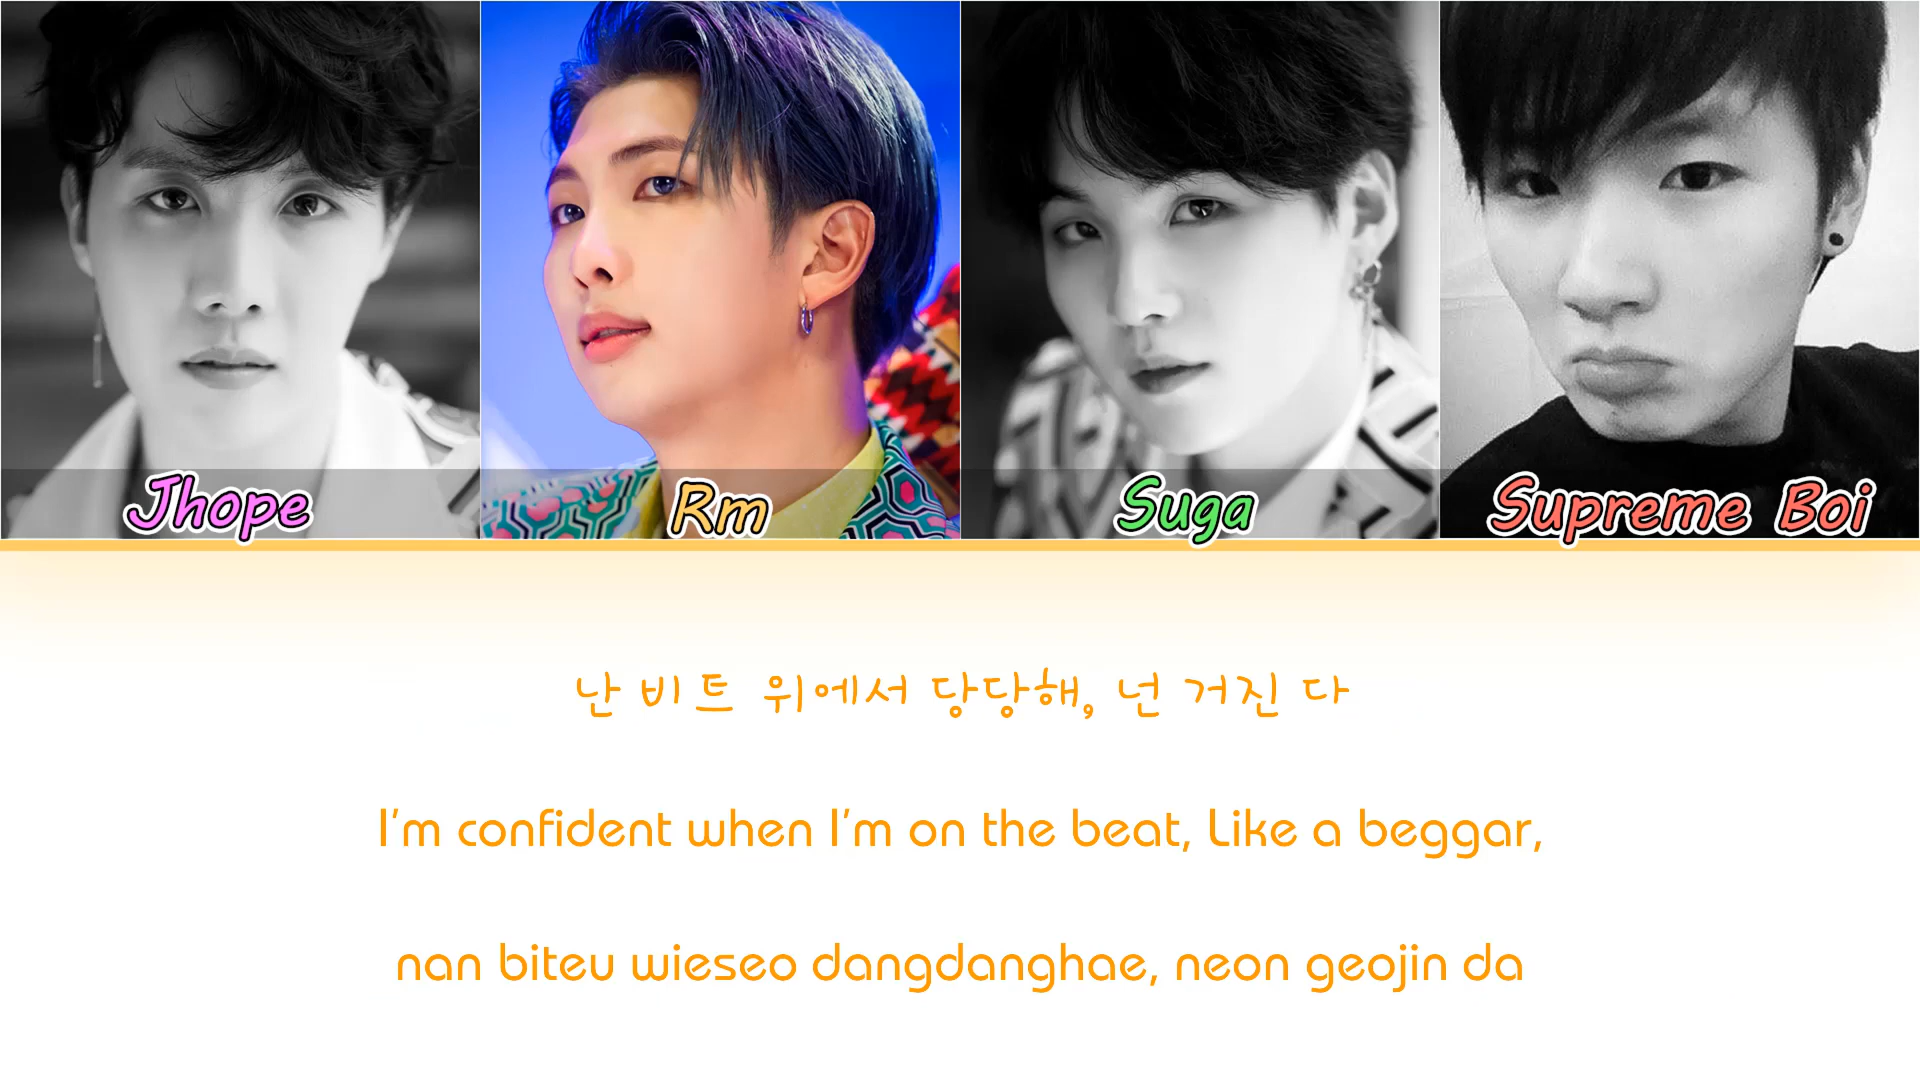 Jhope
Rm
Suga
Supreme Boi
난 비트 위에서 당당해, 넌 거진 다
I'm confident when I'm on the beat, Like a beggar,
nan biteu wieseo dangdanghae, neon geojin da